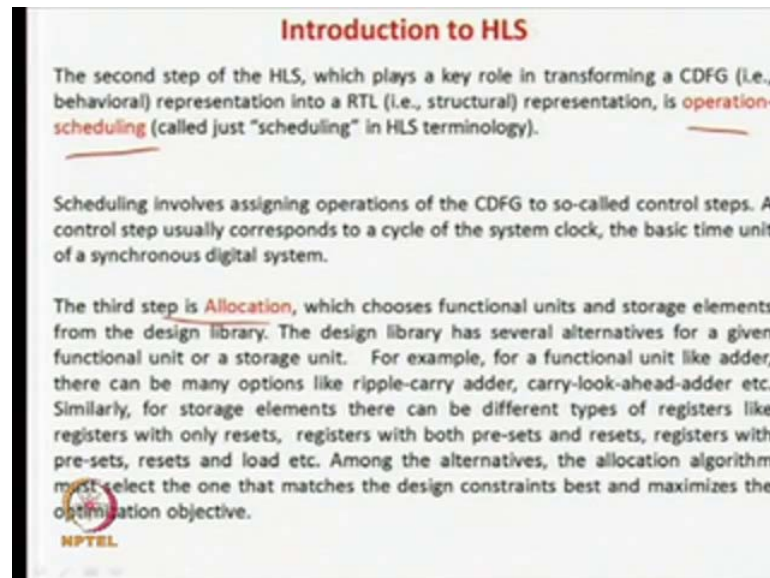 Introduction to HLS
The second step of the HLS, which plays a key role in transforming a CDFG (i.e.,
behavioral) representation into a RTL (i.e., structural) representation, is operation-
scheduling (called just "scheduling" in HLS terminology).
Scheduling involves assigning operations of the CDFG to so-called control steps. A
control step usually corresponds to a cycle of the system clock, the basic time unit
of a synchronous digital system.
The third step is Allocation, which chooses functional units and storage elements
from the design library. The design library has several alternatives for a given
functional unit or a storage unit. For example, for a functional unit like adder,
there can be many options like ripple-carry adder, carry-look-ahead-adder etc.
Similarly, for storage elements there can be different types of registers like
registers with only resets, registers with both pre-sets and resets, registers with
pre-sets, resets and load etc. Among the alternatives, the allocation algorithm
must select the one that matches the design constraints best and maximizes the
optimization objective.
NPTEL